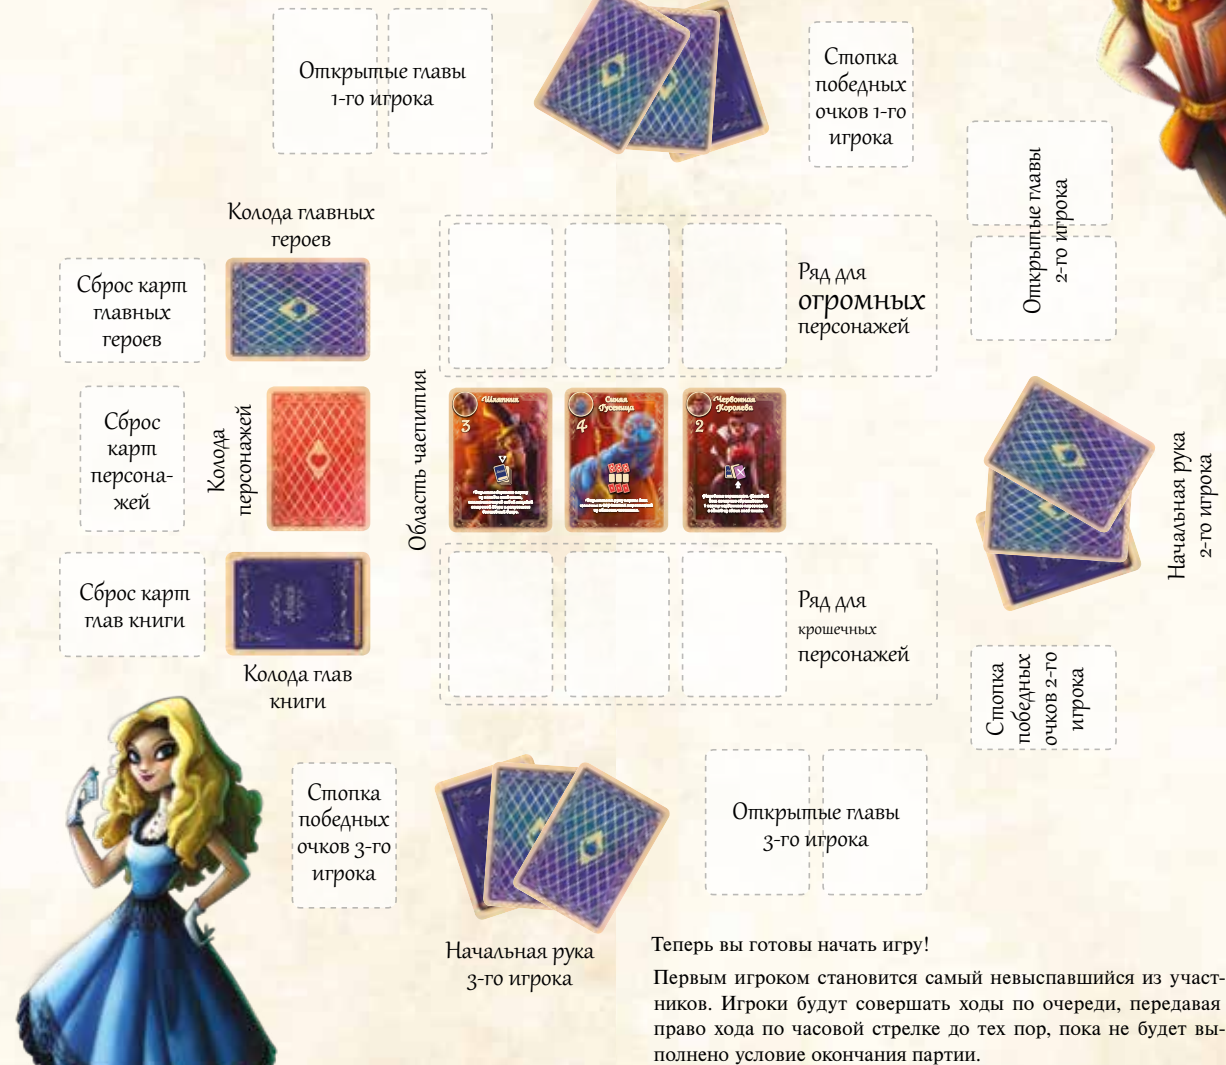 Открытые главы
1-го игрока
Стопка
победных
очков 1-го
игрока
Открытые главы
2-го игрока
Колода главных
героев
Сброс карт
главных
героев
Ряд для
огромных
персонажей
Сброс
карт
персона-
жей
Колода
персонажей
Область чаепития
Шляпник
3
Синяя
Гусеница
4
Червонная
Королева
2
Начальная рука
2-го игрока
Сброс карт
глав книги
Колода глав
книги
Ряд для
крошечных
персонажей
Стопка
победных
очков 2-го
игрока
Стопка
победных
очков 3-го
игрока
Открытые главы
3-го игрока
Начальная рука
3-го игрока
Теперь вы готовы начать игру!
Первым игроком становится самый невыспавшийся из участ-
ников. Игроки будут совершать ходы по очереди, передавая
право хода по часовой стрелке до тех пор, пока не будет вы-
полнено условие окончания партии.